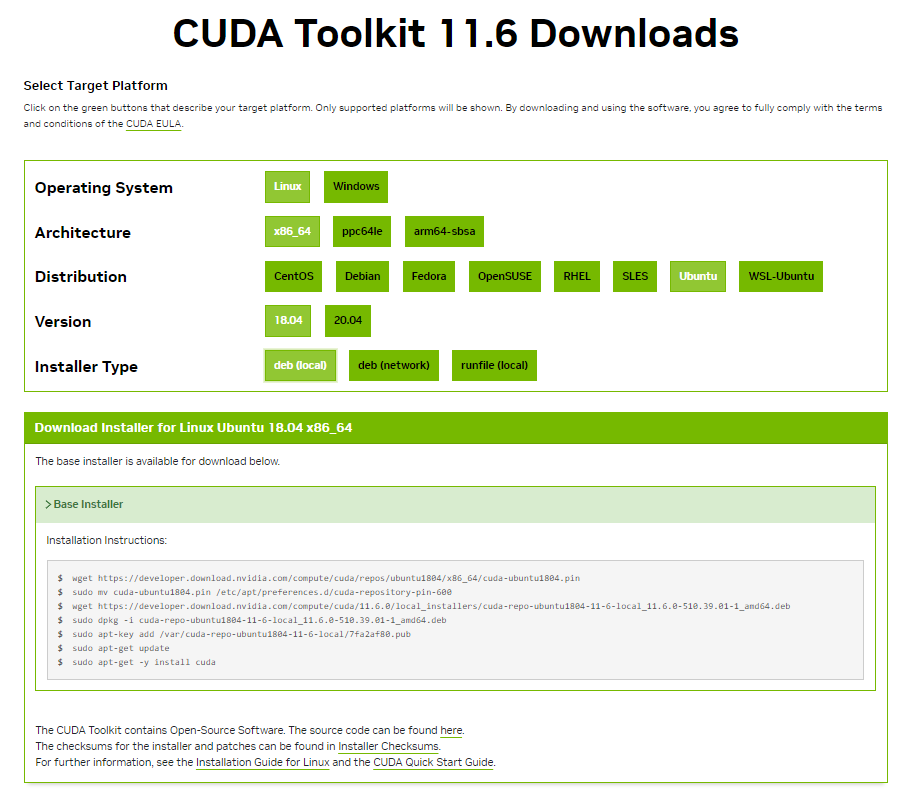 CUDA Toolkit 11.6 Downloads
Select Target Platform
Click on the green buttons that describe your target platform. Only supported platforms will be shown. By downloading and using the software, you agree to fully comply with the terms
and conditions of the CUDA EULA.
Operating System Linux Windows
Architecture x86_64 ppc64le arm64-sbsa
Distribution CentOS Debian Fedora OpenSUSE RHEL SLES Ubuntu WSL-Ubuntu
Version 18.04 20.04
Installer Type deb (local) deb (network) runfile (local)
Download Installer for Linux Ubuntu 18.04 x86_64
The base installer is available for download below.
> Base Installer
Installation Instructions:
$ wget https://developer.download.nvidia.com/compute/cuda/repos/ubuntu1804/x86_64/cuda-ubuntu1804.pin
$ sudo mv cuda-ubuntu1804.pin /etc/apt/preferences.d/cuda-repository-pin-600
$ wget https://developer.download.nvidia.com/compute/cuda/11.6.0/local_installers/cuda-repo-ubuntu1804-11-6-local_11.6.0-510.39.01-1_amd64.deb
$ sudo dpkg -i cuda-repo-ubuntu1804-11-6-local_11.6.0-510.39.01-1_amd64.deb
$ sudo apt-key add /var/cuda-repo-ubuntu1804-11-6-local/7fa2af80.pub
$ sudo apt-get update
$ sudo apt-get -y install cuda
The CUDA Toolkit contains Open-Source Software. The source code can be found here.
The checksums for the installer and patches can be found in Installer Checksums.
For further information, see the Installation Guide for Linux and the CUDA Quick Start Guide.